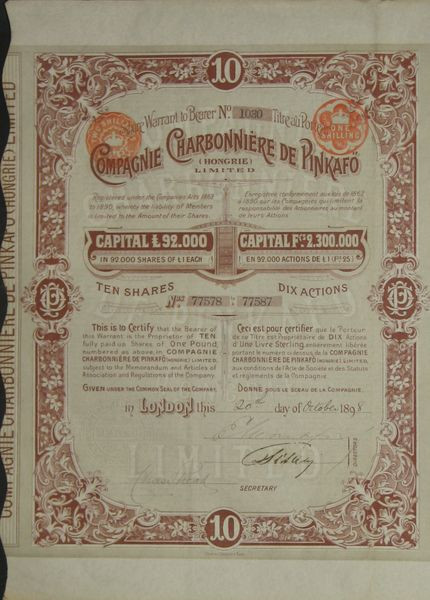 10
Share Warrant to Bearer No. 1030 Titre au Porteur
ONE SHILLING
COMPAGNIE CHARBONNIÈRE DE PINKAFÖ
(HONGRIE)
LIMITED
Registered under the Companies Acts 1862
to 1890, whereby the liability of Members
is limited to the Amount of their Shares.
Enregistrée conformément aux lois de 1862
à 1890, sur les Compagnies qui limitent la
responsabilité des Actionnaires au montant
de leurs Actions.
CAPITAL £ 92.000
IN 92.000 SHARES OF £1 EACH
CAPITAL FCS 2.300.000
EN 92.000 ACTIONS DE £1 (FCS 25)
TEN SHARES
DIX ACTIONS
Nos 77578 77587
This is to Certify that the Bearer of
this Warrant is the Proprietor of TEN
fully paid up Shares of One Pound,
numbered as above, in COMPAGNIE
CHARBONNIÈRE DE PINKAFÖ (HONGRIE) LIMITED,
subject to the Memorandum and Articles of
Association and Regulations of the Company.
GIVEN UNDER THE COMMON SEAL OF THE COMPANY,
Ceci est pour certifier que le Porteur
de ce Titre est Propriétaire de DIX Actions
d'Une Livre Sterling, entièrement libérées
portant le numéro ci-dessus, de la COMPAGNIE
CHARBONNIÈRE DE PINKAFÖ (HONGRIE) LIMITED,
aux conditions de l'Acte de Société et des Statuts
et règlements de la Compagnie.
DONNÉ POUR LE SCEAU DE LA COMPAGNIE,
in LONDON this 20th day of October 1898
DIRECTORS
SECRETARY
LIMITED
10
COMPAGNIE CHARBONNIÈRE DE PINKAFÖ (HONGRIE) LIMITED